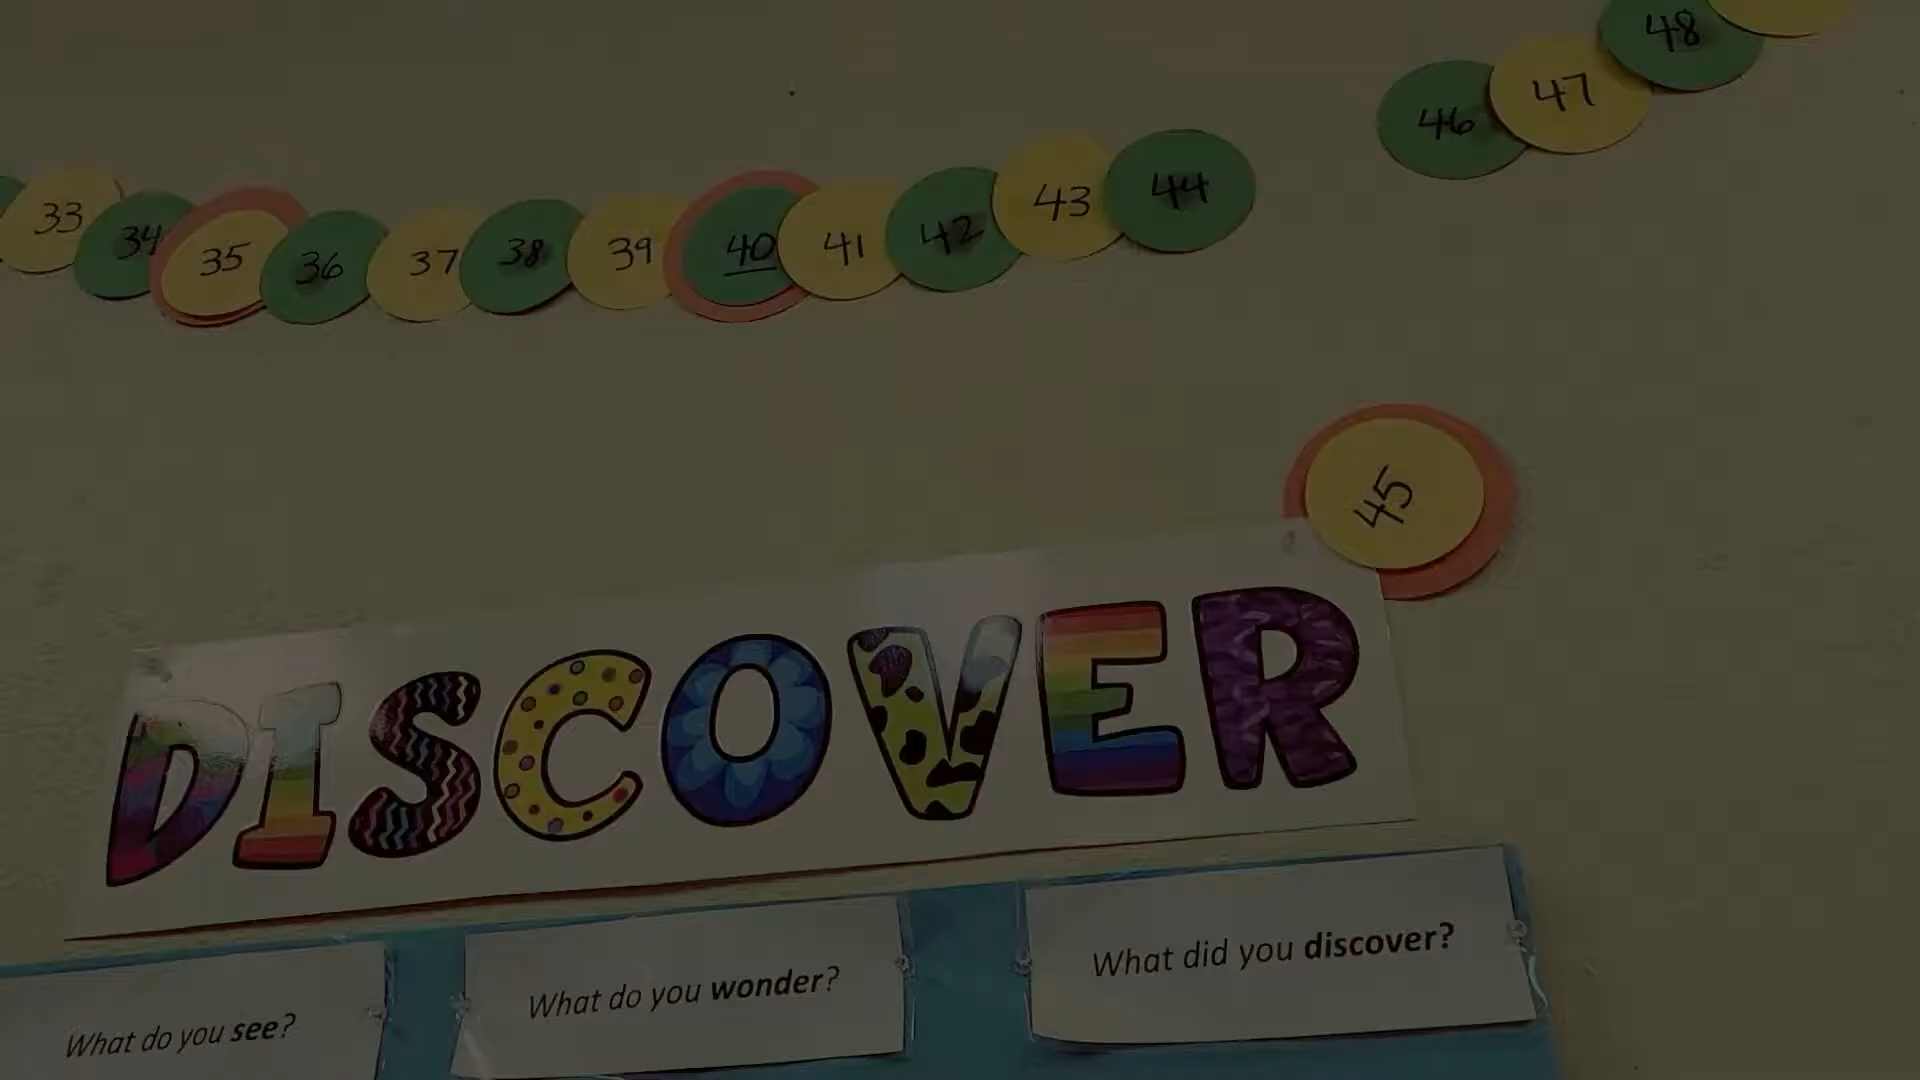 33 34 35 36 37 38 39 40 41 42 43 44 46 47 48
45
DISCOVER
What do you see?
What do you wonder?
What did you discover?